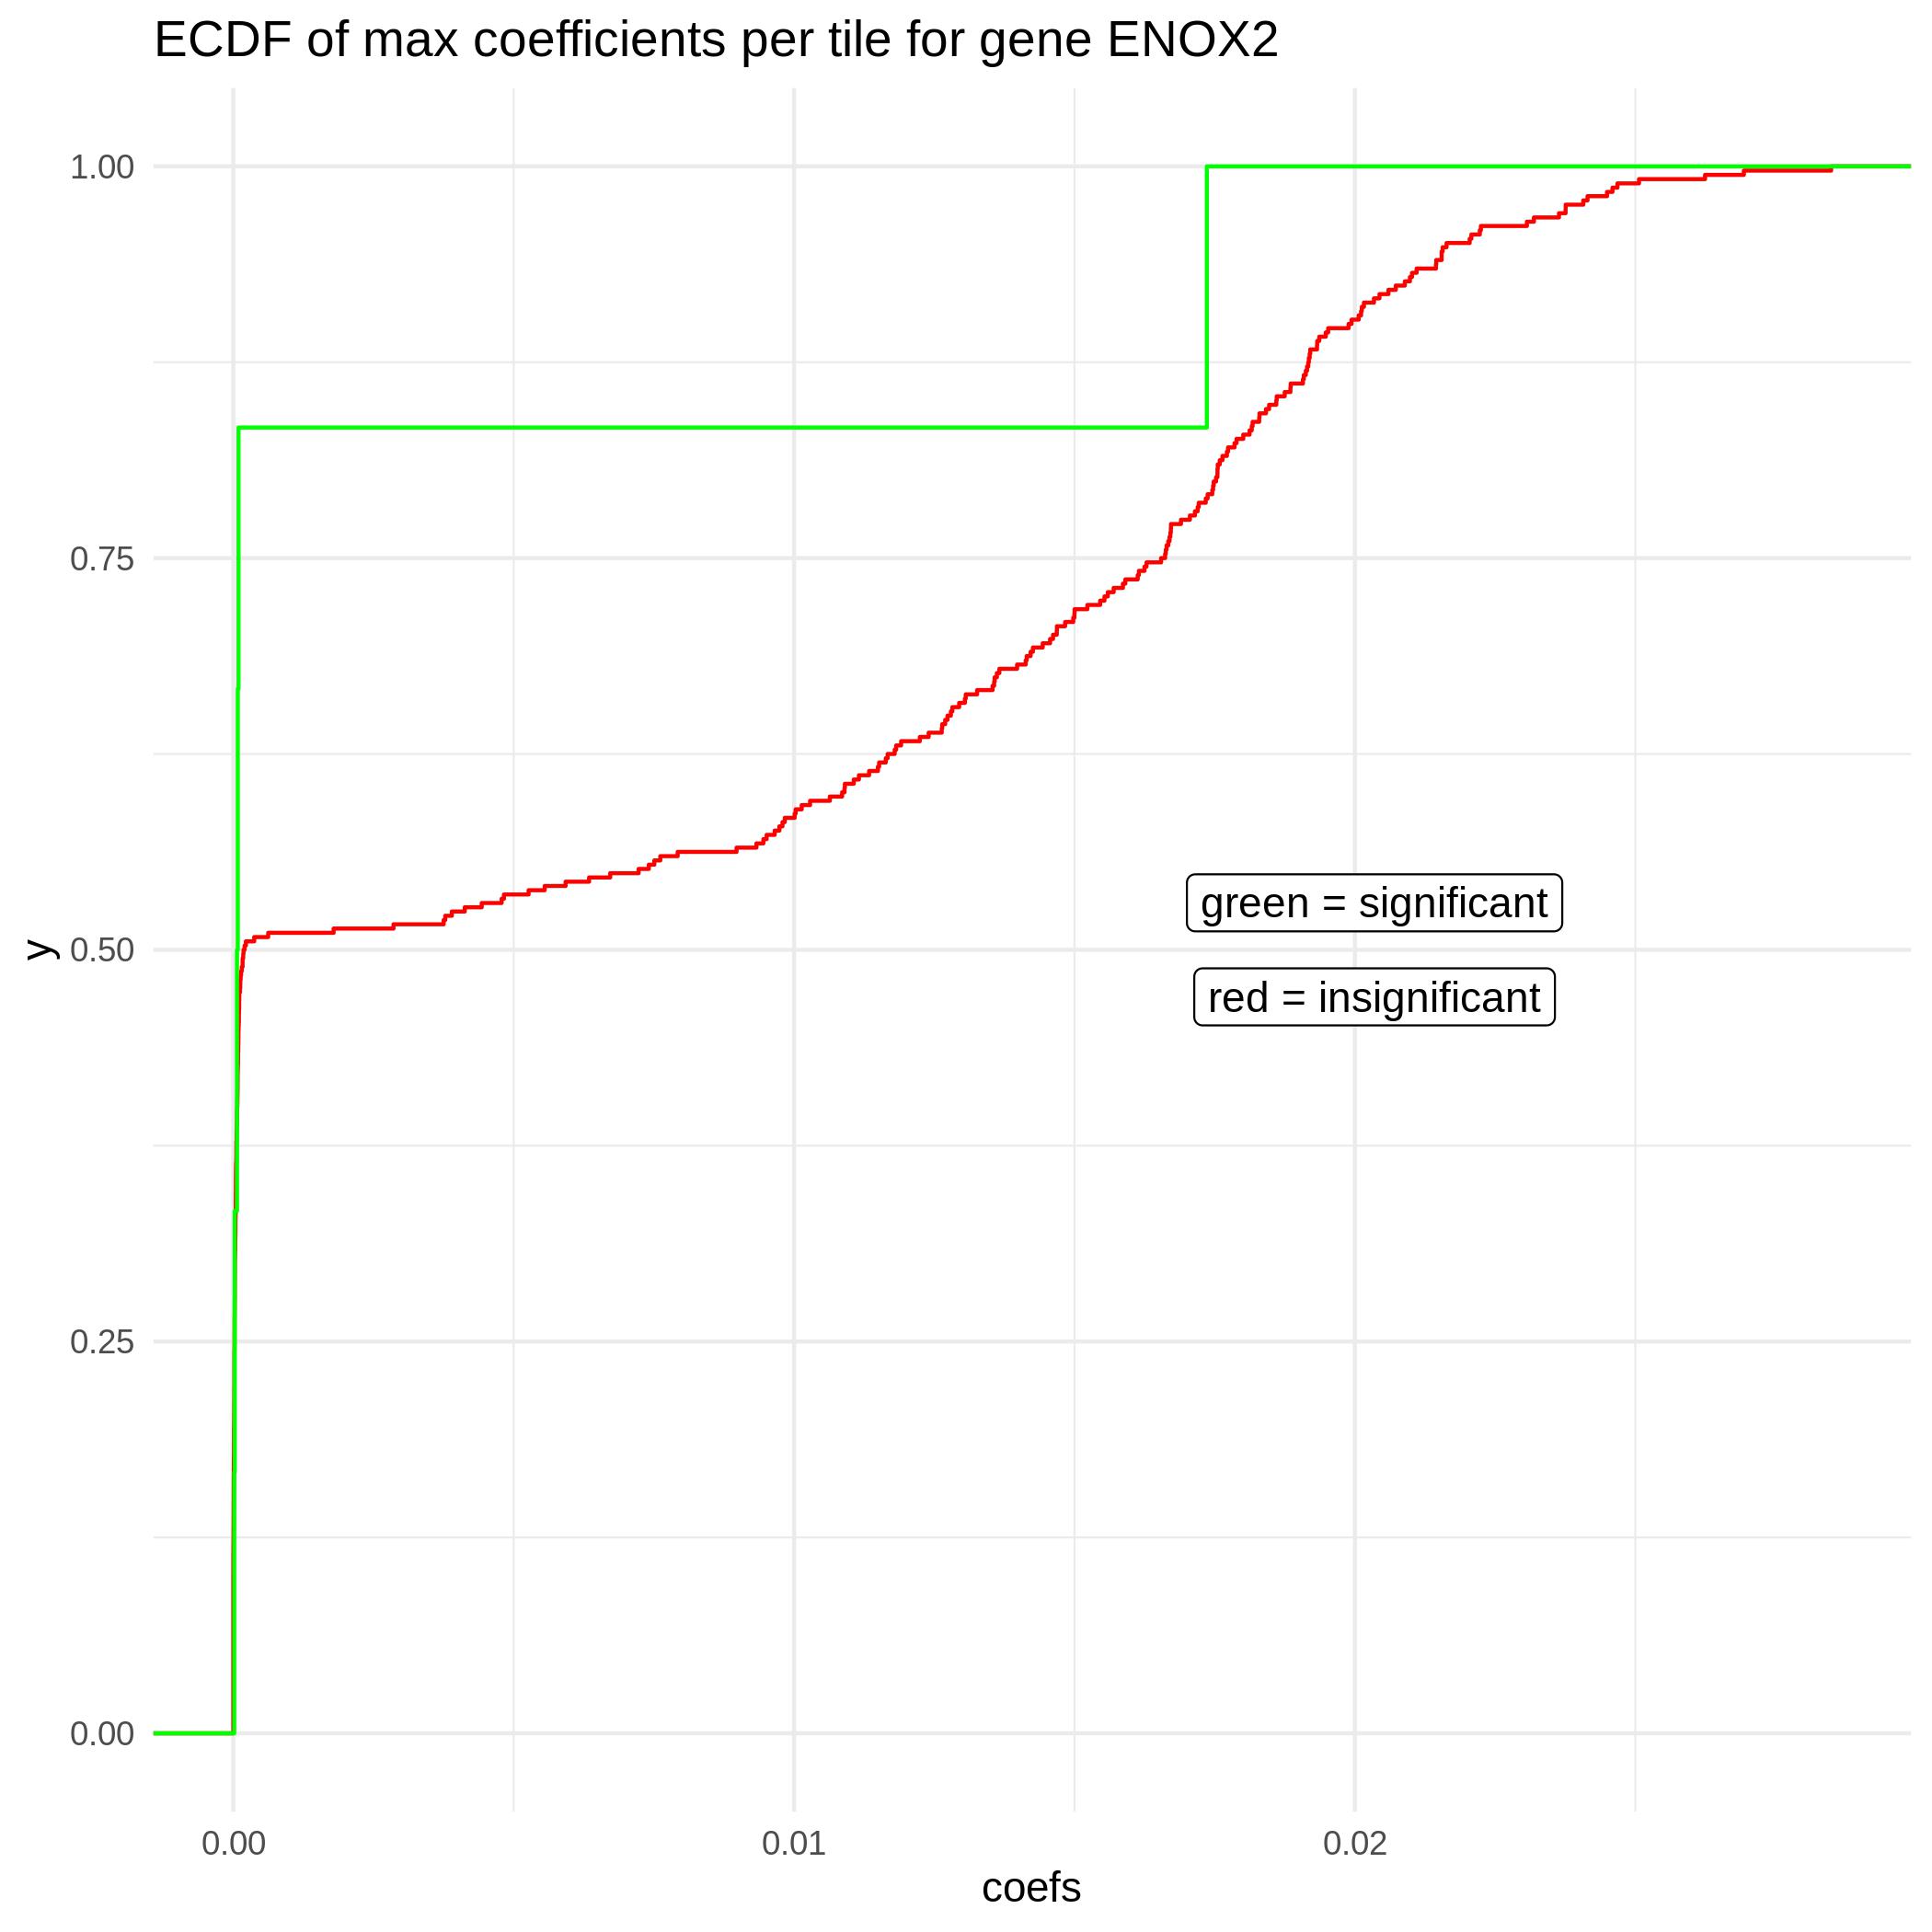 ECDF of max coefficients per tile for gene ENOX2
1.00
0.75
0.50
0.25
0.00
y
green = significant
red = insignificant
0.00
0.01
0.02
coefs